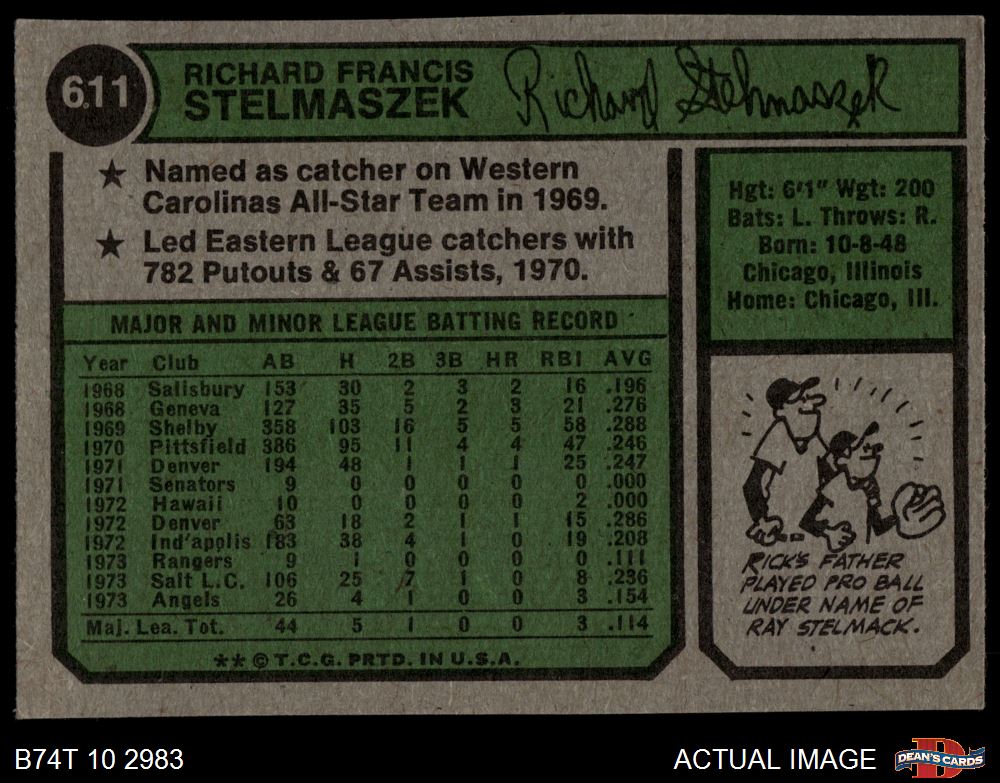 611
RICHARD FRANCIS
STELMASZEK
Richard Stelmaszek
★ Named as catcher on Western
Carolinas All-Star Team in 1969.
★ Led Eastern League catchers with
782 Putouts & 67 Assists, 1970.
Hgt: 6'1" Wgt: 200
Bats: L. Throws: R.
Born: 10-8-48
Chicago, Illinois
Home: Chicago, Ill.
MAJOR AND MINOR LEAGUE BATTING RECORD
Year Club AB H 2B 3B HR RBI AVG
1968 Salisbury 153 30 2 3 2 16 .196
1968 Geneva 127 35 5 2 3 21 .276
1969 Shelby 358 103 16 5 5 58 .288
1970 Pittsfield 386 95 11 4 4 47 .246
1971 Denver 194 48 1 1 1 25 .247
1971 Senators 9 0 0 0 0 0 .000
1972 Hawaii 10 0 0 0 0 2 .000
1972 Denver 63 18 2 1 1 15 .286
1972 Ind'applis 183 38 4 1 0 19 .208
1973 Rangers 9 1 0 0 0 0 .111
1973 Salt L.C. 106 25 7 1 0 8 .236
1973 Angels 26 4 1 0 0 3 .154
Maj. Lea. Tot. 44 5 1 0 0 3 .114
** © T.C.G. PRTD. IN U.S.A.
RICK'S FATHER
PLAYED PRO BALL
UNDER NAME OF
RAY STELMACK.
B74T 10 2983
ACTUAL IMAGE
D
DEAN'S CARDS